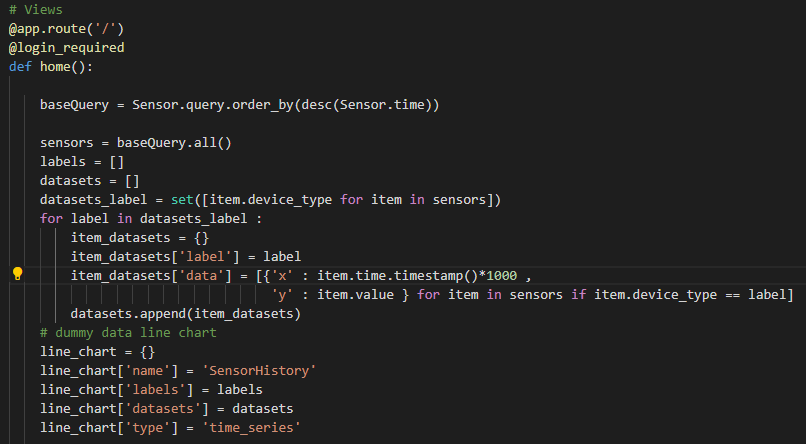 # Views
@app.route('/')
@login_required
def home():
baseQuery = Sensor.query.order_by(desc(Sensor.time))
sensors = baseQuery.all()
labels = []
datasets = []
datasets_label = set([item.device_type for item in sensors])
for label in datasets_label :
item_datasets = {}
item_datasets['label'] = label
item_datasets['data'] = [{'x' : item.time.timestamp()*1000 ,
'y' : item.value } for item in sensors if item.device_type == label]
datasets.append(item_datasets)
# dummy data line chart
line_chart = {}
line_chart['name'] = 'SensorHistory'
line_chart['labels'] = labels
line_chart['datasets'] = datasets
line_chart['type'] = 'time_series'